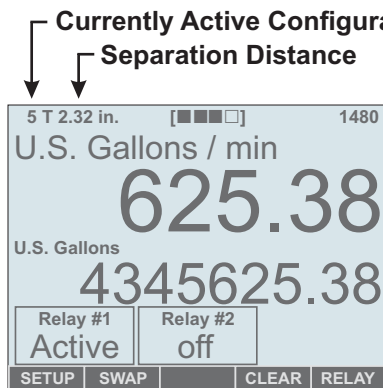 Currently Active
Separation Distance
5 T 2.32 in. [■■■□] 1480
U.S. Gallons / min
625.38
U.S. Gallons
4345625.38
Relay #1 Relay #2
Active off
SETUP SWAP CLEAR RELAY